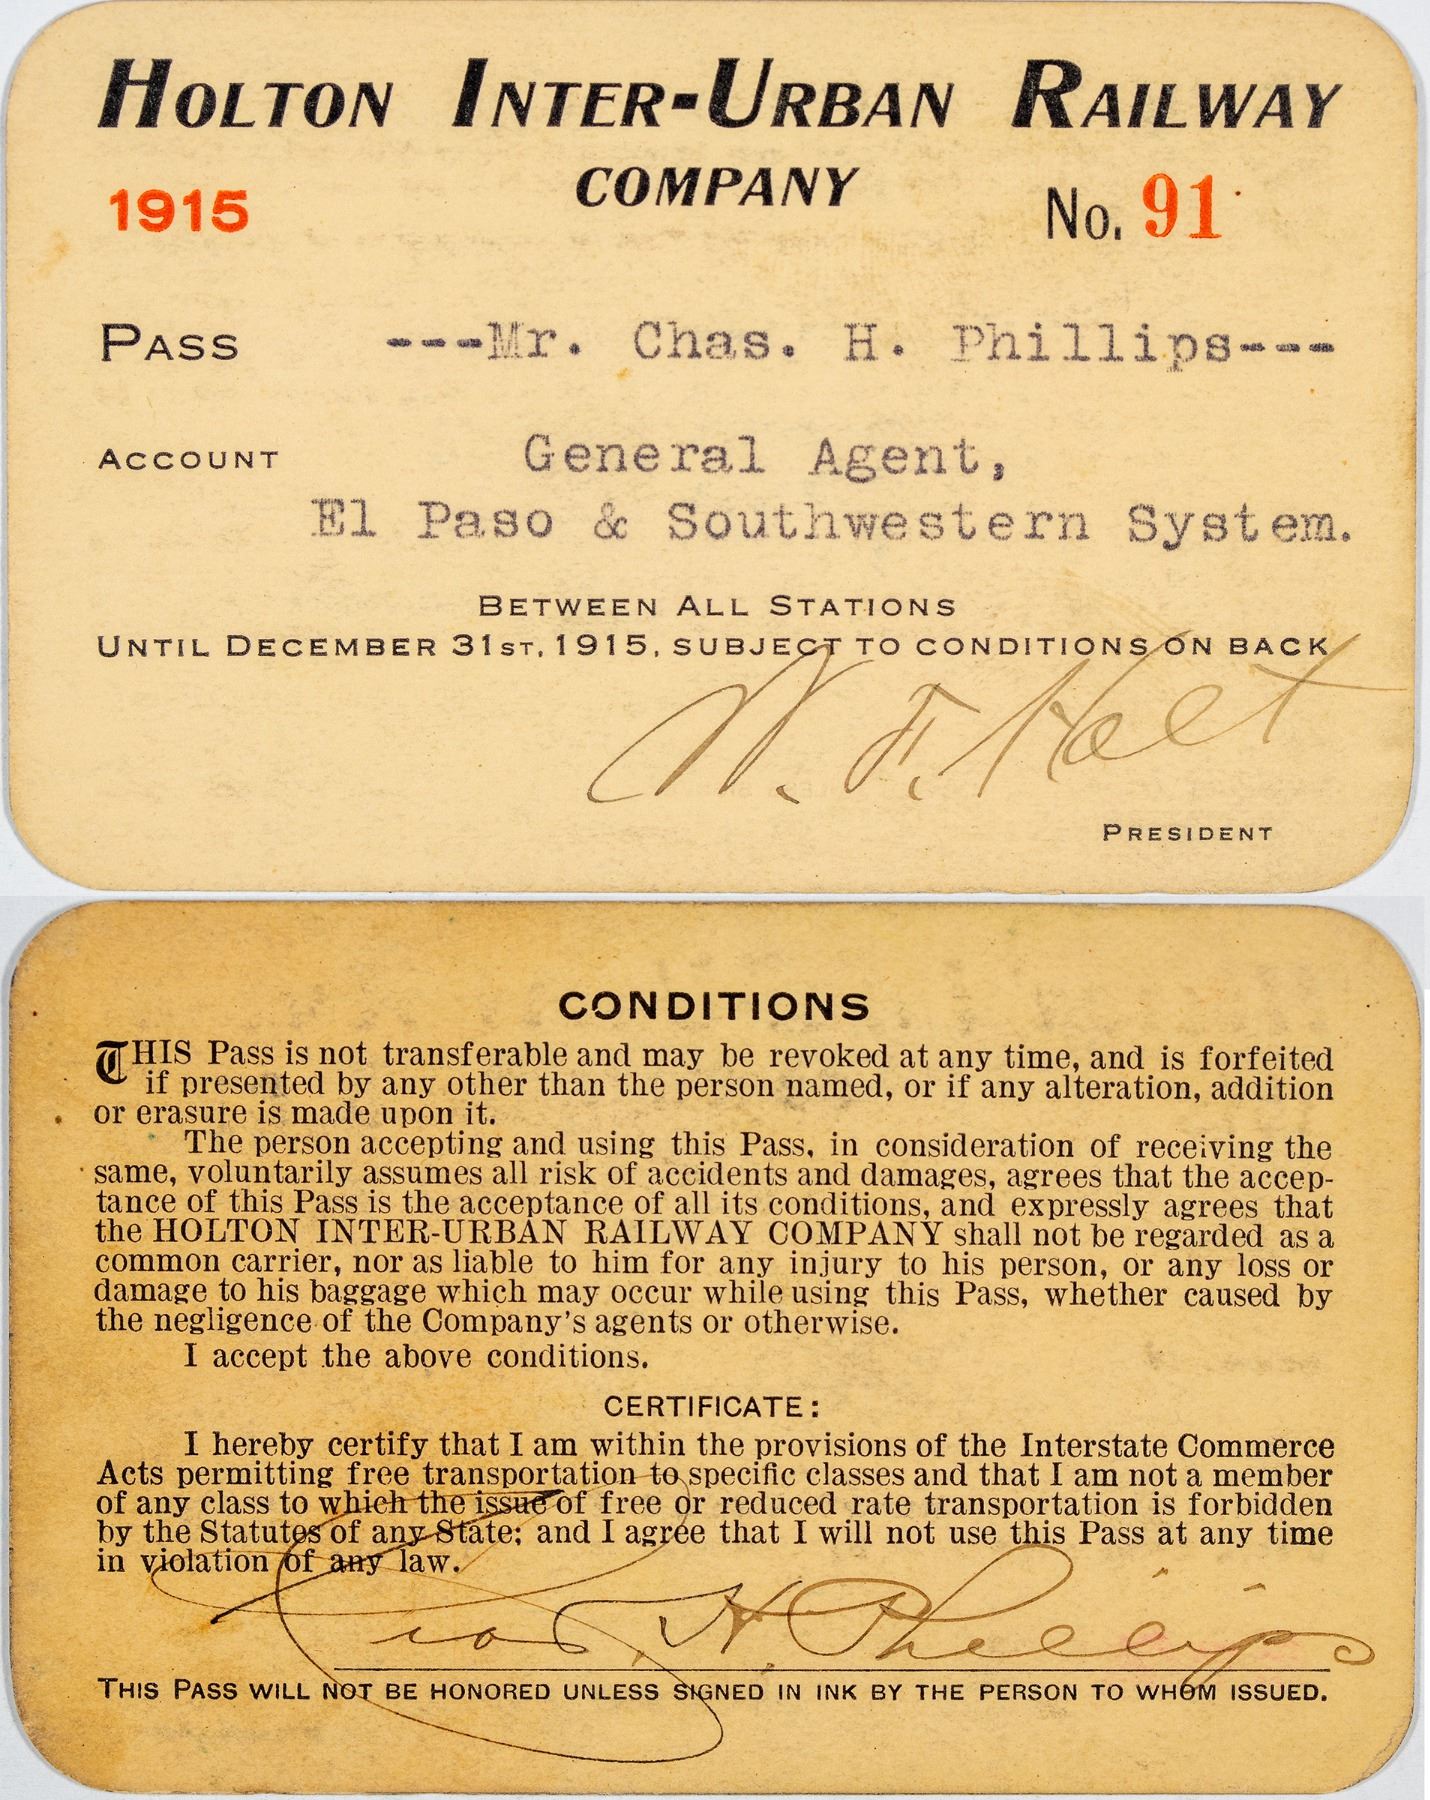 HOLTON INTER-URBAN RAILWAY
COMPANY
1915
No. 91
PASS ---Mr. Chas. H. Phillips---
ACCOUNT General Agent,
El Paso & Southwestern System.
BETWEEN ALL STATIONS
UNTIL DECEMBER 31ST, 1915, SUBJECT TO CONDITIONS ON BACK
W. F. Holt
PRESIDENT
CONDITIONS
THIS Pass is not transferable and may be revoked at any time, and is forfeited
if presented by any other than the person named, or if any alteration, addition
or erasure is made upon it.
The person accepting and using this Pass, in consideration of receiving the
same, voluntarily assumes all risk of accidents and damages, agrees that the accep-
tance of this Pass is the acceptance of all its conditions, and expressly agrees that
the HOLTON INTER-URBAN RAILWAY COMPANY shall not be regarded as a
common carrier, nor as liable to him for any injury to his person, or any loss or
damage to his baggage which may occur while using this Pass, whether caused by
the negligence of the Company's agents or otherwise.
I accept the above conditions.
CERTIFICATE:
I hereby certify that I am within the provisions of the Interstate Commerce
Acts permitting free transportation to specific classes and that I am not a member
of any class to which the issue of free or reduced rate transportation is forbidden
by the Statutes of any State; and I agree that I will not use this Pass at any time
in violation of any law.
Chas. H. Phillips
THIS PASS WILL NOT BE HONORED UNLESS SIGNED IN INK BY THE PERSON TO WHOM ISSUED.